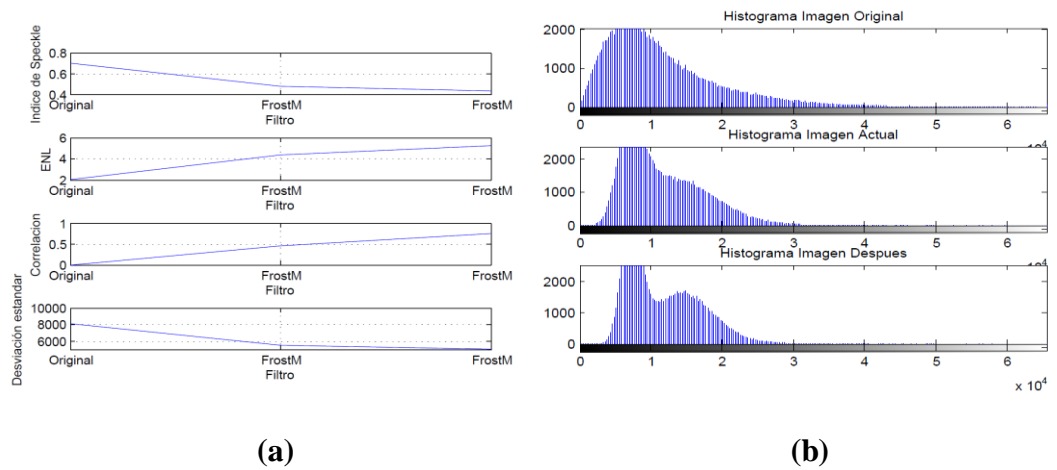 Indice de Speckle
0.8
0.6
0.4
Original FrostM FrostM
Filtro
ENL
6
4
2
Original FrostM FrostM
Filtro
Correlacion
1
0.5
0
Original FrostM FrostM
Filtro
Desviación estandar
10000
8000
6000
Original FrostM FrostM
Filtro
(a)
Histograma Imagen Original
2000
1000
0
0 1 2 3 4 5 6
Histograma Imagen Actual
2000
1000
0
0 1 2 3 4 5 6
Histograma Imagen Despues
2000
1000
0
0 1 2 3 4 5 6
x 10^4
(b)